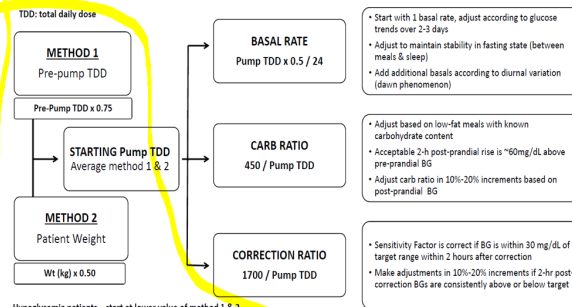 TDD: total daily dose
METHOD 1
Pre-pump TDD
Pre-Pump TDD x 0.75
STARTING Pump TDD
Average method 1 & 2
METHOD 2
Patient Weight
Wt (kg) x 0.50
BASAL RATE
Pump TDD x 0.5 / 24
• Start with 1 basal rate, adjust according to glucose
trends over 2-3 days
• Adjust to maintain stability in fasting state (between
meals & sleep)
• Add additional basals according to diurnal variation
(dawn phenomenon)
CARB RATIO
450 / Pump TDD
• Adjust based on low-fat meals with known
carbohydrate content
• Acceptable 2-h post-prandial rise is ~60mg/dL above
pre-prandial BG
• Adjust carb ratio in 10%-20% increments based on
post-prandial BG
CORRECTION RATIO
1700 / Pump TDD
• Sensitivity Factor is correct if BG is within 30 mg/dL of
target range within 2 hours after correction
• Make adjustments in 10%-20% increments if 2-hr post-
correction BGs are consistently above or below target